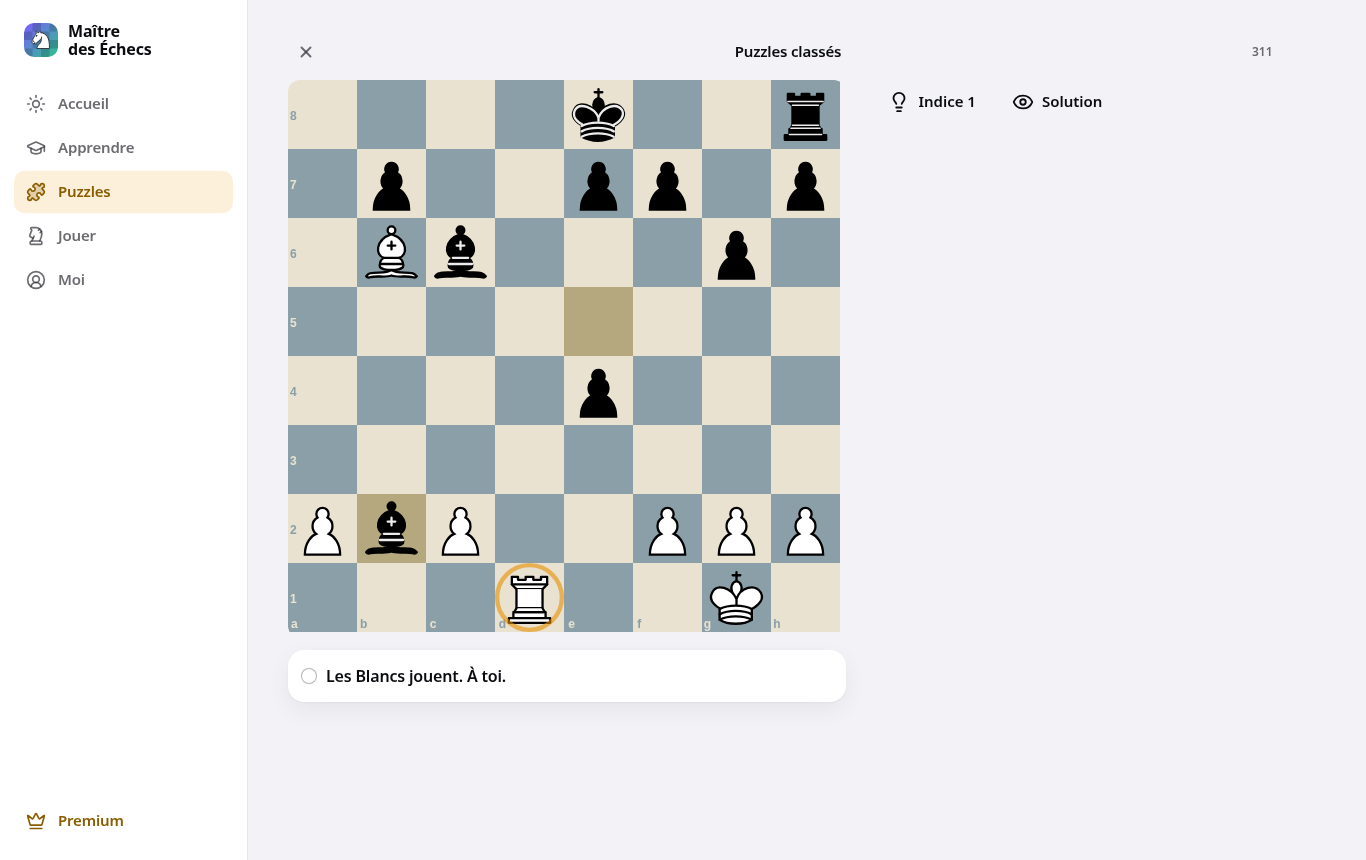 Maître
des Échecs
Accueil
Apprendre
Puzzles
Jouer
Moi
Premium
Puzzles classés
311
Indice 1
Solution
8
7
6
5
4
3
2
1
a
b
c
d
e
f
g
h
Les Blancs jouent. À toi.